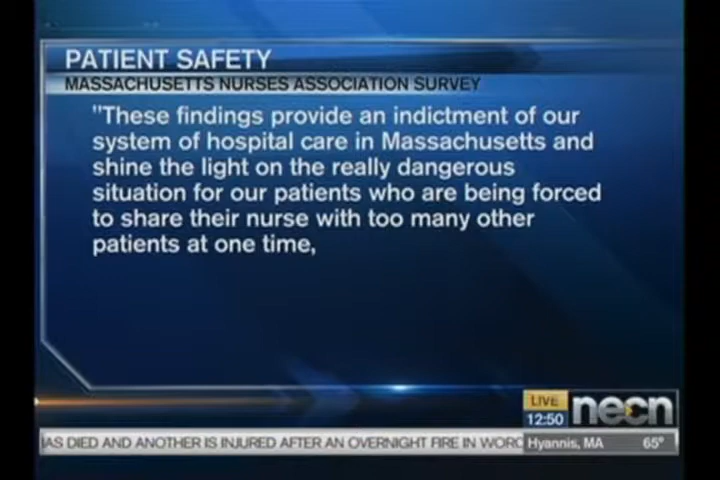 PATIENT SAFETY
MASSACHUSETTS NURSES ASSOCIATION SURVEY
"These findings provide an indictment of our
system of hospital care in Massachusetts and
shine the light on the really dangerous
situation for our patients who are being forced
to share their nurse with too many other
patients at one time,
LIVE
12:50
necn
AS DIED AND ANOTHER IS INJURED AFTER AN OVERNIGHT FIRE IN WORC
Hyannis, MA 65°